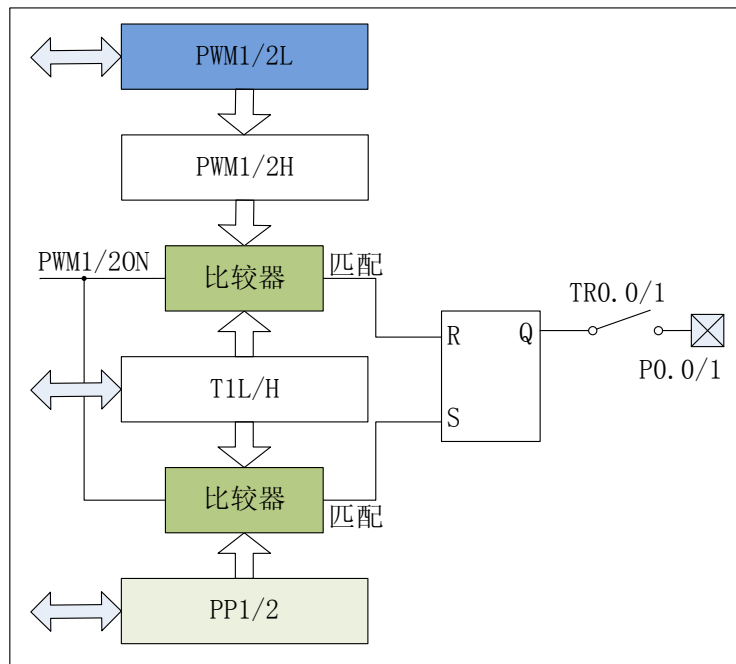 PWM1/2L
PWM1/2H
PWM1/2ON
比较器
匹配
TR0.0/1
R
Q
P0.0/1
T1L/H
S
比较器
匹配
PP1/2